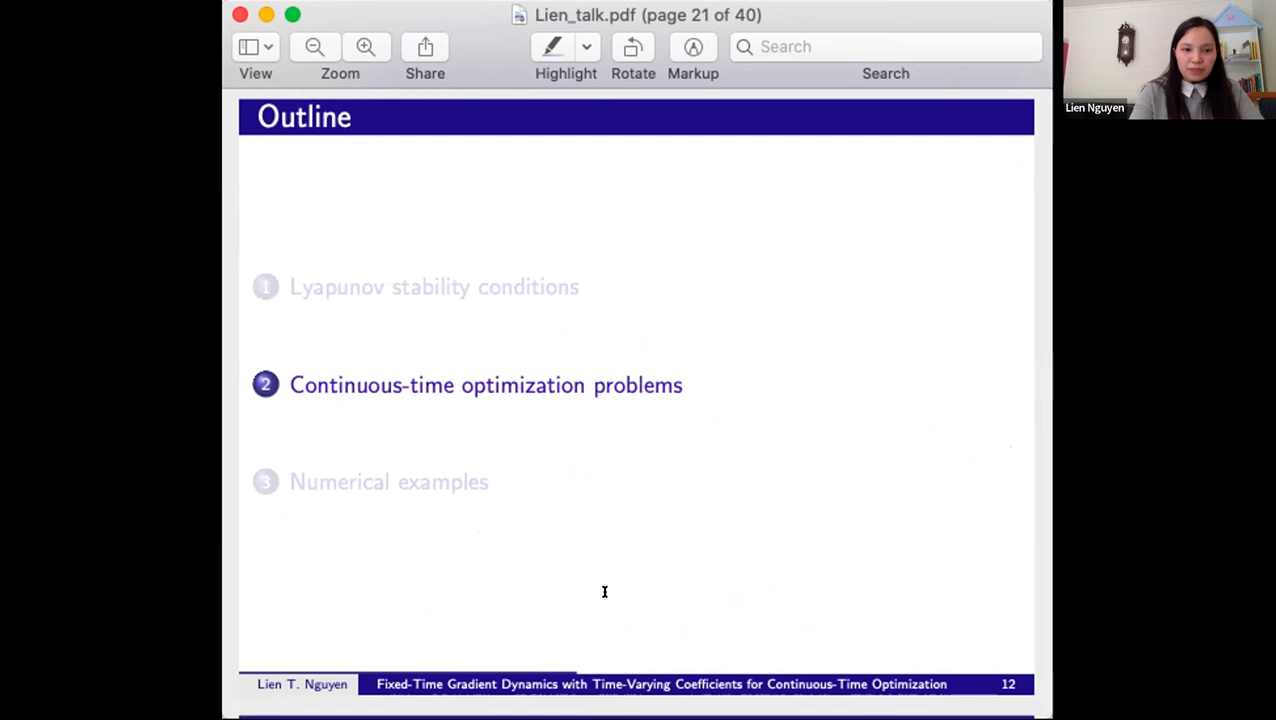 Lien_talk.pdf (page 21 of 40)
Search
View
Zoom
Share
Highlight
Rotate
Markup
Search
Lien Nguyen
Outline
1 Lyapunov stability conditions
2 Continuous-time optimization problems
3 Numerical examples
Lien T. Nguyen Fixed-Time Gradient Dynamics with Time-Varying Coefficients for Continuous-Time Optimization 12